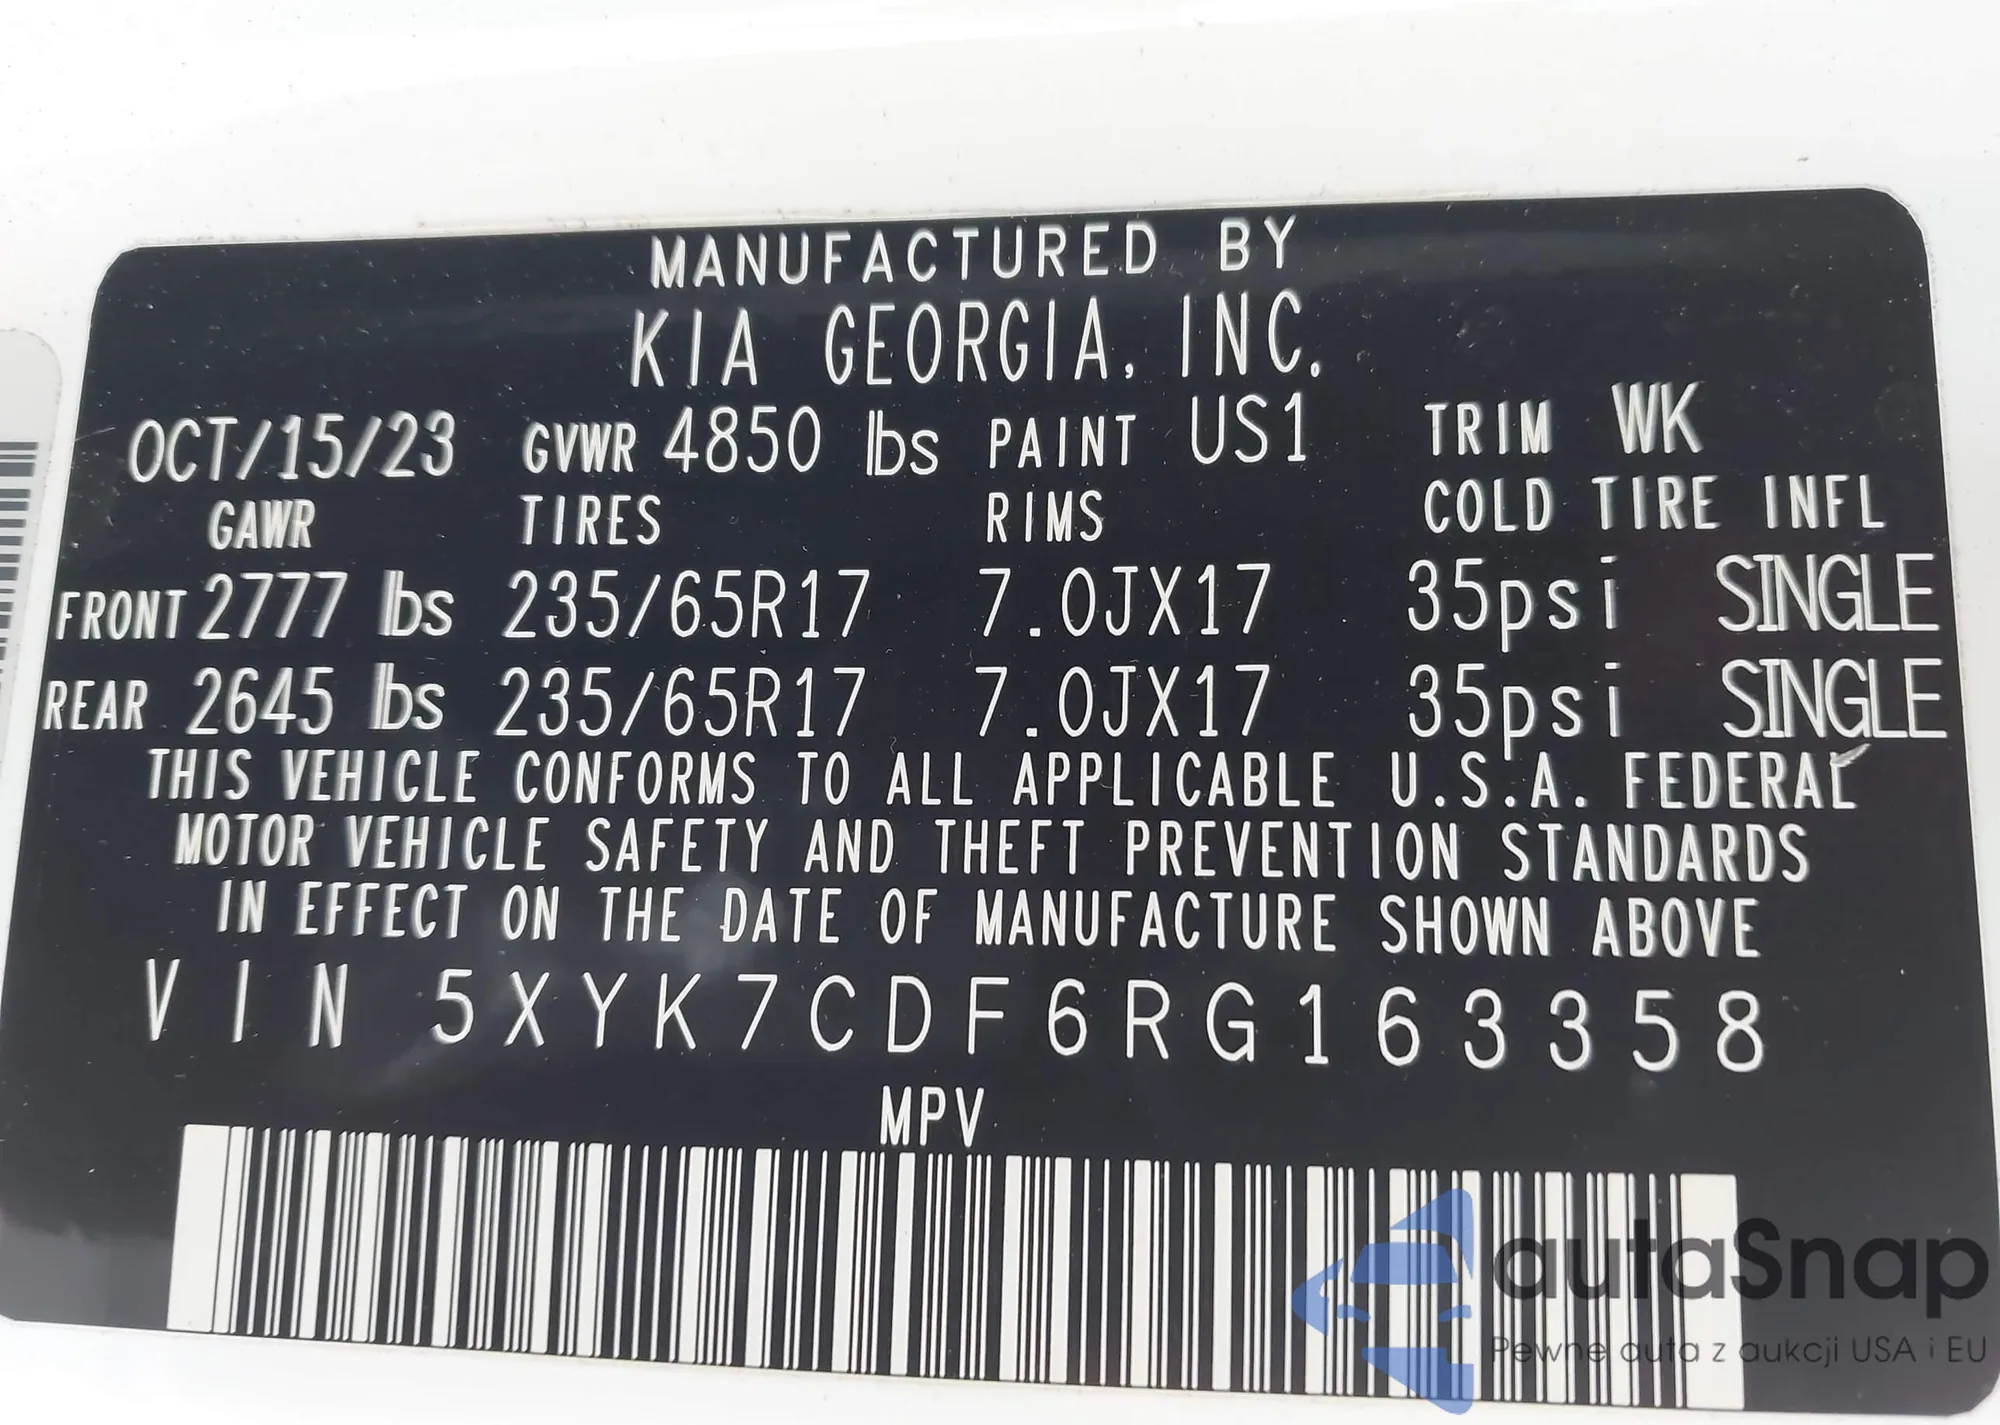 MANUFACTURED BY
KIA GEORGIA, INC.
OCT/15/23 GVWR 4850 lbs PAINT US1 TRIM WK
GAWR TIRES RIMS COLD TIRE INFL
FRONT 2777 lbs 235/65R17 7.0JX17 35psi SINGLE
REAR 2645 lbs 235/65R17 7.0JX17 35psi SINGLE
THIS VEHICLE CONFORMS TO ALL APPLICABLE U.S.A. FEDERAL
MOTOR VEHICLE SAFETY AND THEFT PREVENTION STANDARDS
IN EFFECT ON THE DATE OF MANUFACTURE SHOWN ABOVE
VIN 5XYK7CDF6RG163358
MPV
autaSnap
Pewne auta z aukcji USA i EU